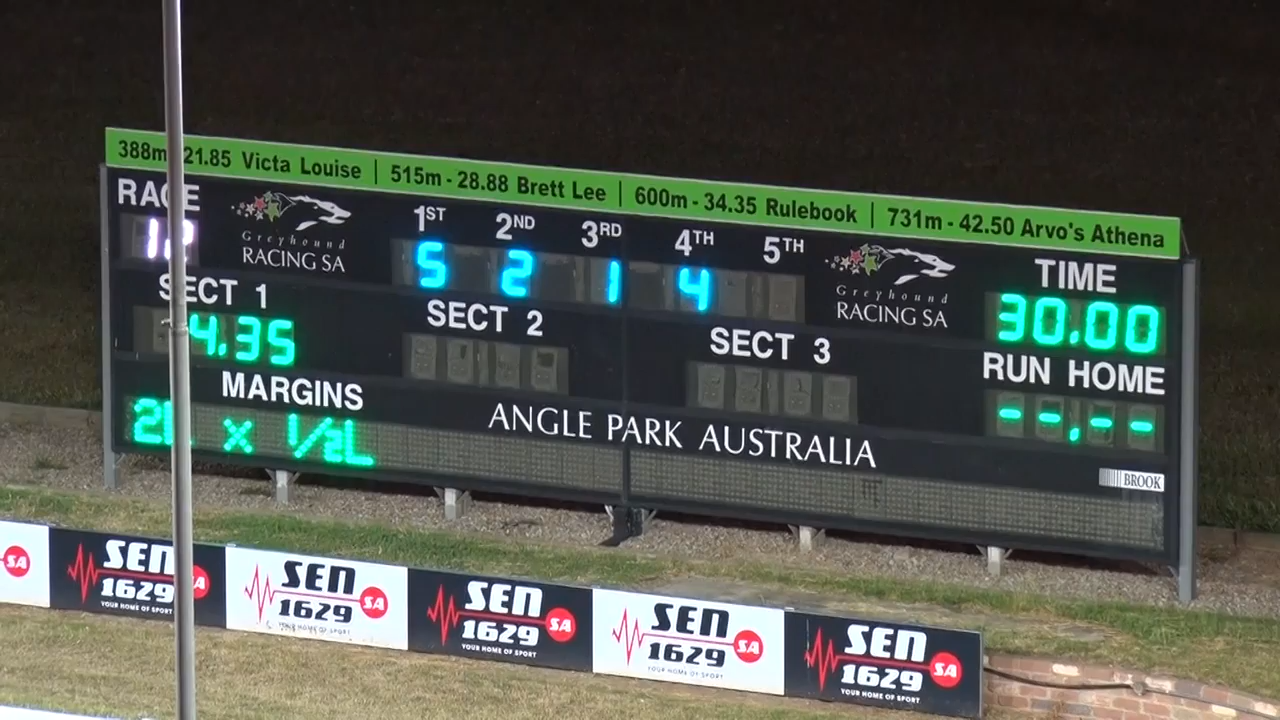 388m 21.85 Victa Louise | 515m - 28.88 Brett Lee | 600m - 34.35 Rulebook | 731m - 42.50 Arvo's Athena
RACE
12
Greyhound
RACING SA
1ST 2ND 3RD 4TH 5TH
5 2 1 4
Greyhound
RACING SA
TIME
30.00
SECT 1
4.35
SECT 2
SECT 3
RUN HOME
--.--
MARGINS
2L x 1/2L
ANGLE PARK AUSTRALIA
BROOK
SA
SEN
1629
SA
YOUR HOME OF SPORT
SEN
1629
SA
YOUR HOME OF SPORT
SEN
1629
SA
YOUR HOME OF SPORT
SEN
1629
SA
YOUR HOME OF SPORT
SEN
1629
SA
YOUR HOME OF SPORT